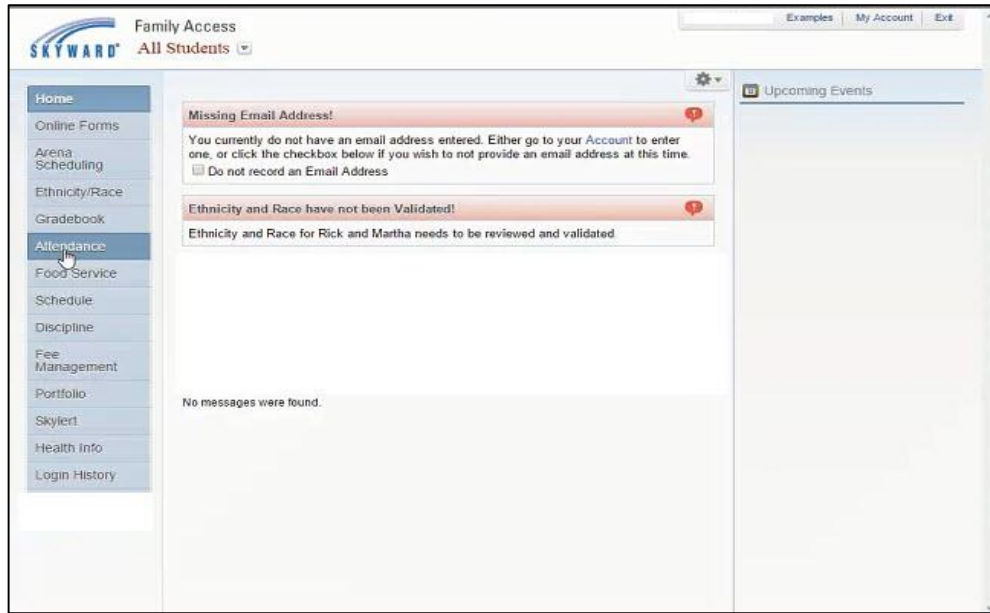 Family Access
Examples My Account Exit
SKYWARD® All Students
Home
Online Forms
Arena
Scheduling
Ethnicity/Race
Gradebook
Attendance
Food Service
Schedule
Discipline
Fee
Management
Portfolio
Skylert
Health Info
Login History
Missing Email Address!
You currently do not have an email address entered. Either go to your Account to enter
one, or click the checkbox below if you wish to not provide an email address at this time.
Do not record an Email Address
Ethnicity and Race have not been Validated!
Ethnicity and Race for Rick and Martha needs to be reviewed and validated
No messages were found.
Upcoming Events